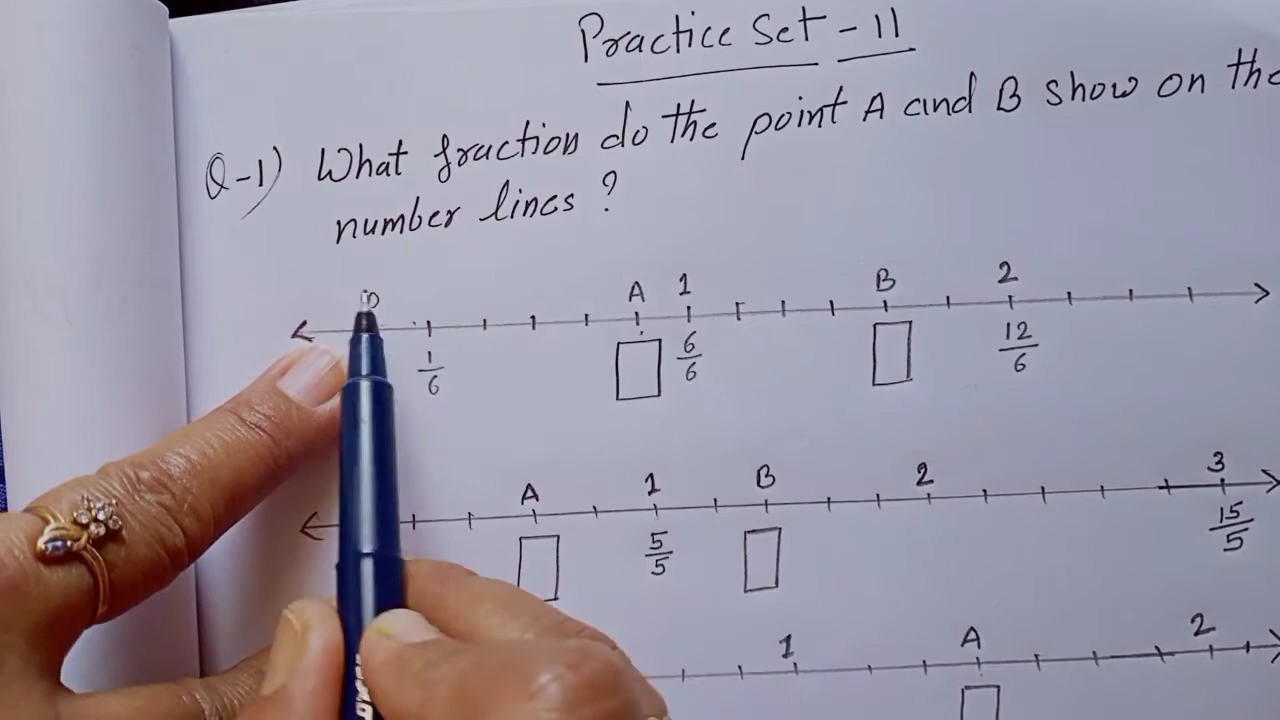 Practice Set - 11
Q-1) What fraction do the point A and B show on the
number lines ?
A 1 B 2
1/6 6/6 12/6
A 1 B 2 3
5/5 15/5
1 A 2